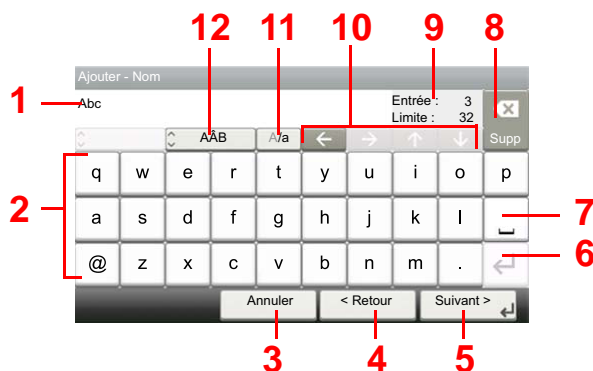 12 11 10 9 8
Ajouter - Nom
1 Abc Entrée : 3
Limite : 32
AÂB A/a ← → ↑ ↓ Supp
2
q w e r t y u i o p
a s d f g h j k l 7
@ z x c v b n m . 6
Annuler < Retour Suivant >
3 4 5